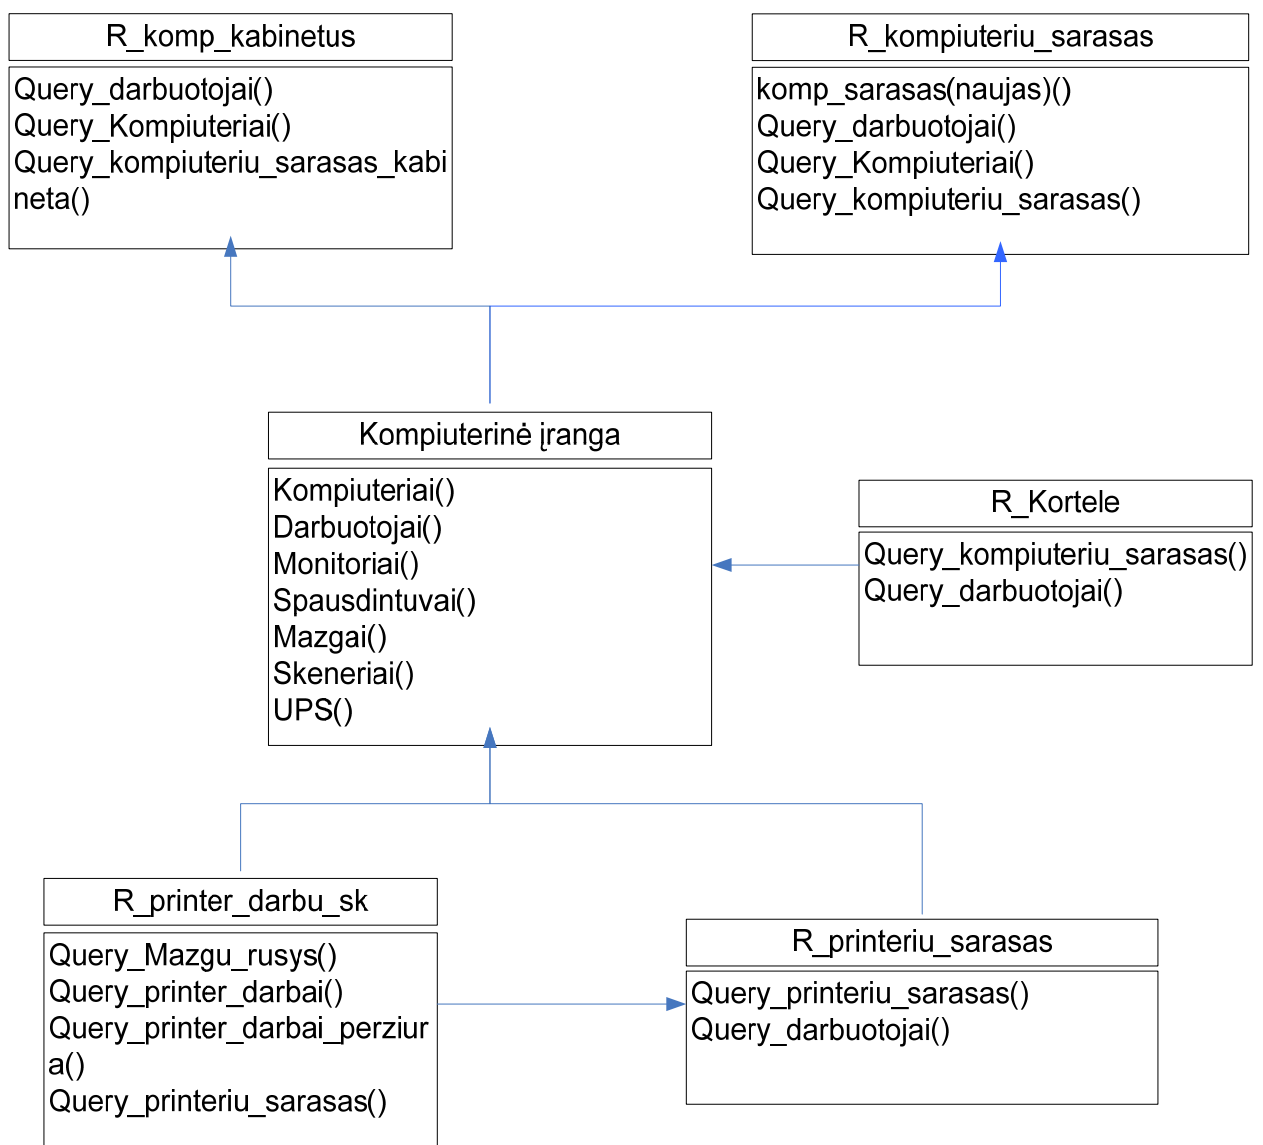 R_komp_kabinetus
Query_darbuotojai()
Query_Kompiuteriai()
Query_kompiuteriu_sarasas_kabi
neta()
R_kompiuteriu_sarasas
komp_sarasas(naujas)()
Query_darbuotojai()
Query_Kompiuteriai()
Query_kompiuteriu_sarasas()
Kompiuterinė įranga
Kompiuteriai()
Darbuotojai()
Monitoriai()
Spausdintuvai()
Mazgai()
Skeneriai()
UPS()
R_Kortele
Query_kompiuteriu_sarasas()
Query_darbuotojai()
R_printer_darbu_sk
Query_Mazgu_rusys()
Query_printer_darbai()
Query_printer_darbai_perziur
a()
Query_printeriu_sarasas()
R_printeriu_sarasas
Query_printeriu_sarasas()
Query_darbuotojai()